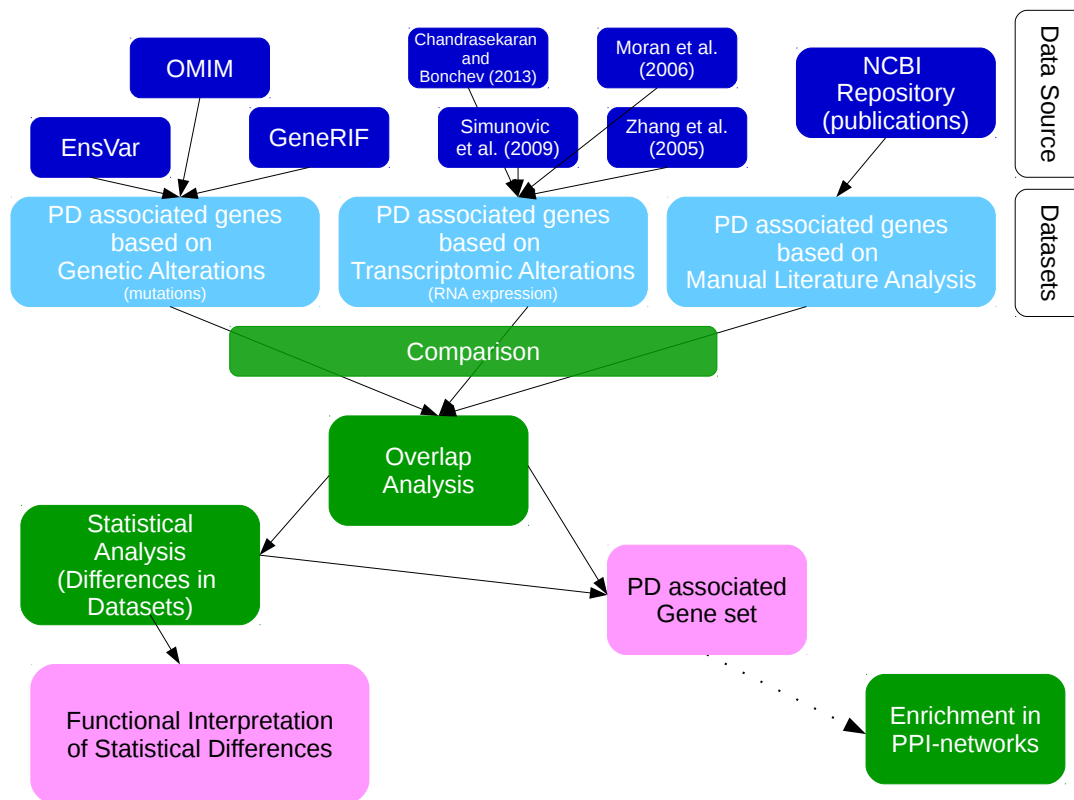 OMIM
EnsVar
GeneRIF
Chandrasekaran
and
Bonchev (2013)
Moran et al.
(2006)
Simunovic
et al. (2009)
Zhang et al.
(2005)
NCBI
Repository
(publications)
Data Source
PD associated genes
based on
Genetic Alterations
(mutations)
PD associated genes
based on
Transcriptomic Alterations
(RNA expression)
PD associated genes
based on
Manual Literature Analysis
Datasets
Comparison
Overlap
Analysis
Statistical
Analysis
(Differences in
Datasets)
PD associated
Gene set
Functional Interpretation
of Statistical Differences
Enrichment in
PPI-networks